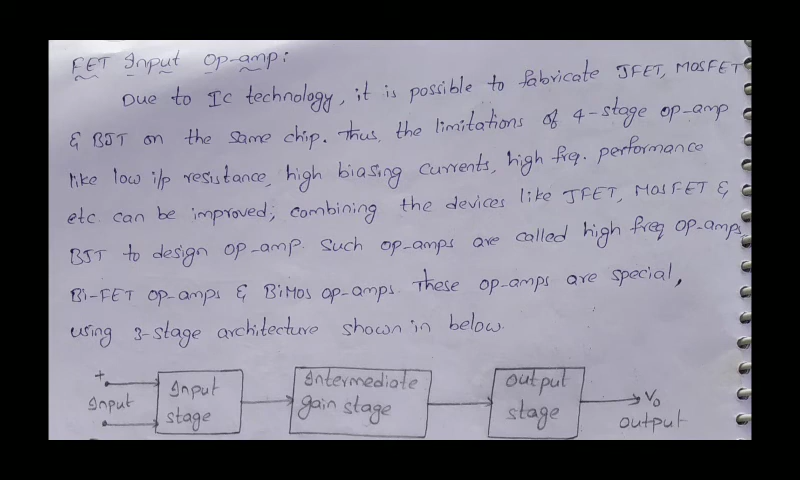 FET Input Op-amp:
Due to IC technology, it is possible to fabricate JFET, MOSFET
& BJT on the same chip. Thus, the limitations of 4-stage op-amp
like low i/p resistance, high biasing currents, high freq. performance
etc. can be improved; combining the devices like JFET, MOSFET &
BJT to design op-amp. Such op-amps are called high freq op-amps,
Bi-FET op-amps & BiMos op-amps. These op-amps are special,
using 3-stage architecture shown in below.
+
Input
Input
stage
Intermediate
gain stage
output
stage
Vo
output